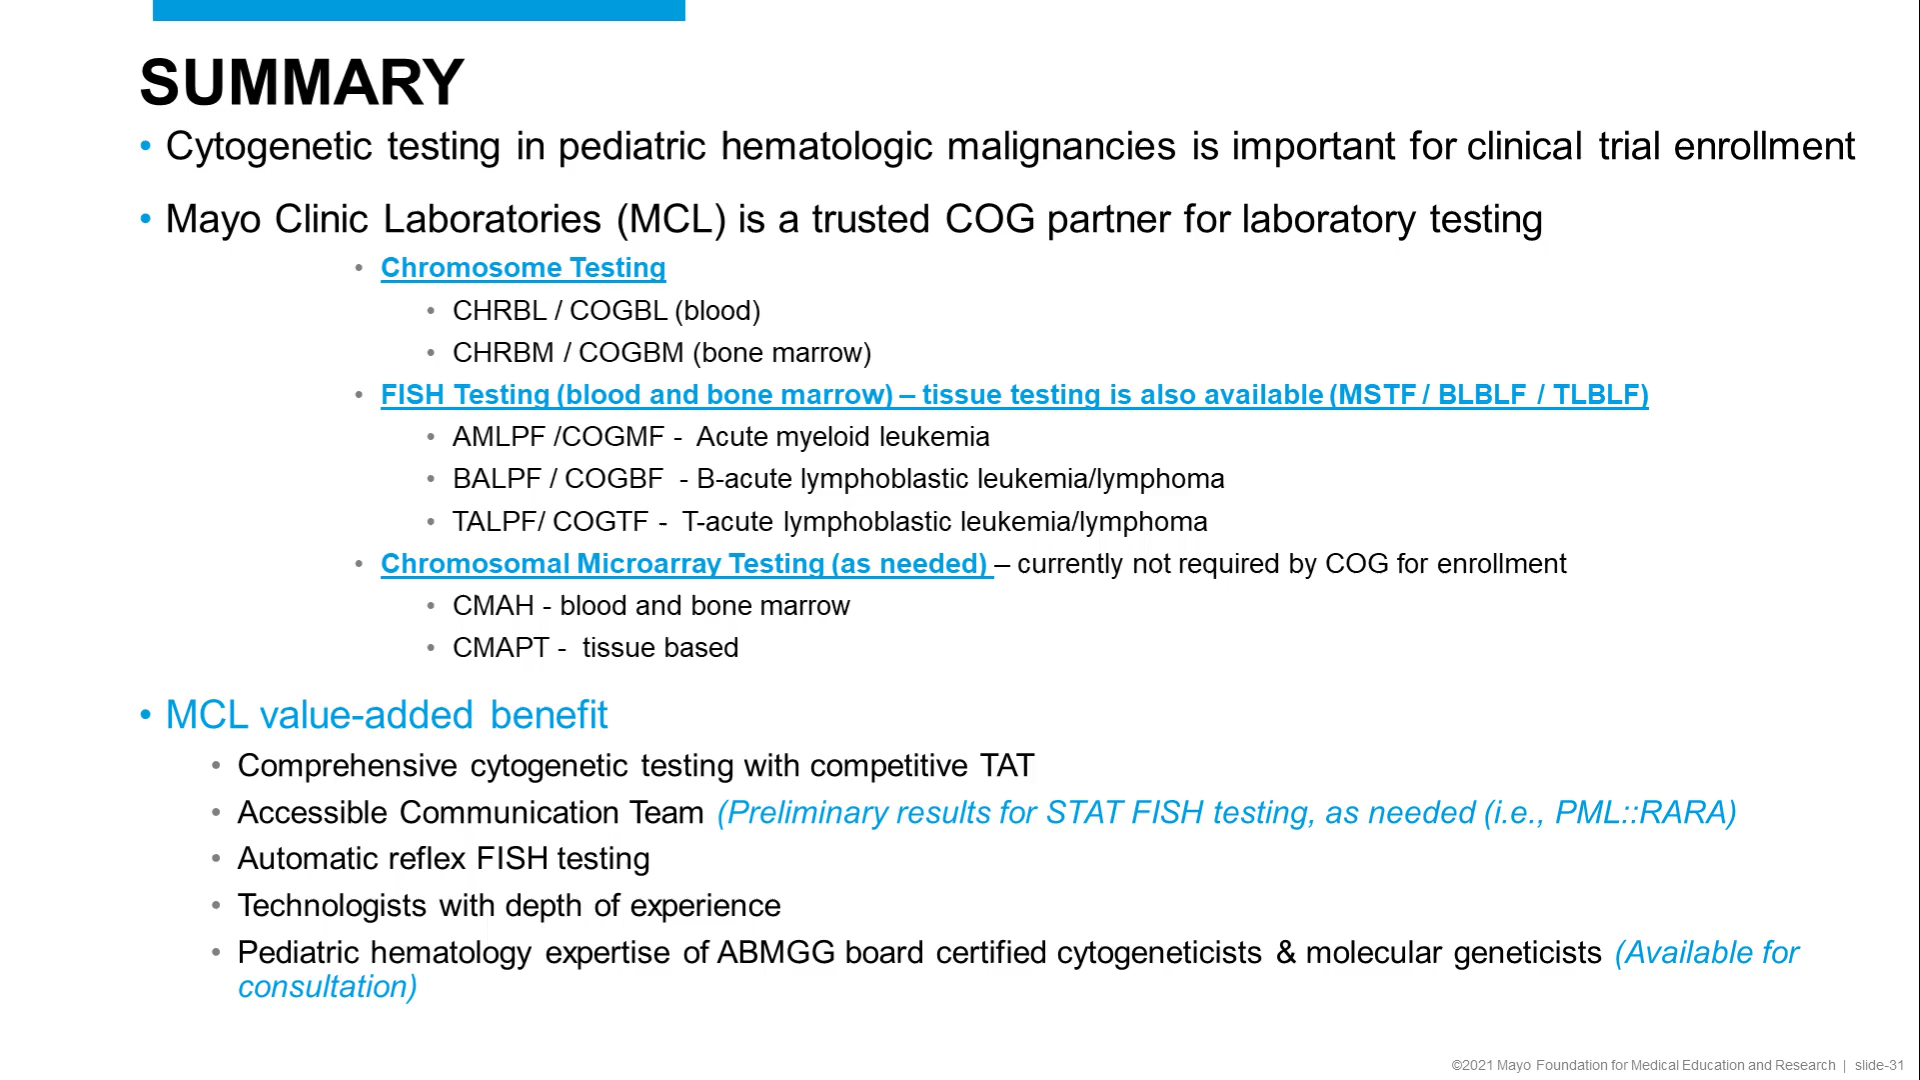 SUMMARY
• Cytogenetic testing in pediatric hematologic malignancies is important for clinical trial enrollment
• Mayo Clinic Laboratories (MCL) is a trusted COG partner for laboratory testing
• Chromosome Testing
• CHRBL / COGBL (blood)
• CHRBM / COGBM (bone marrow)
• FISH Testing (blood and bone marrow) – tissue testing is also available (MSTF / BLBLF / TLBLF)
• AMLPF /COGMF - Acute myeloid leukemia
• BALPF / COGBF - B-acute lymphoblastic leukemia/lymphoma
• TALPF/ COGTF - T-acute lymphoblastic leukemia/lymphoma
• Chromosomal Microarray Testing (as needed) – currently not required by COG for enrollment
• CMAH - blood and bone marrow
• CMAPT - tissue based
• MCL value-added benefit
• Comprehensive cytogenetic testing with competitive TAT
• Accessible Communication Team (Preliminary results for STAT FISH testing, as needed (i.e., PML::RARA)
• Automatic reflex FISH testing
• Technologists with depth of experience
• Pediatric hematology expertise of ABMGG board certified cytogeneticists & molecular geneticists (Available for
consultation)
©2021 Mayo Foundation for Medical Education and Research | slide-31